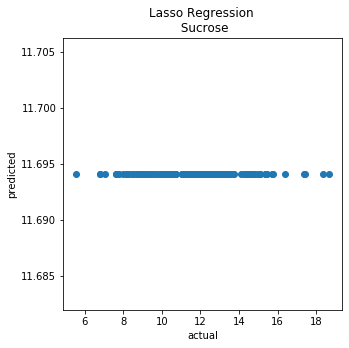 Lasso Regression
Sucrose
11.705
11.700
11.695
11.690
11.685
predicted
6 8 10 12 14 16 18
actual